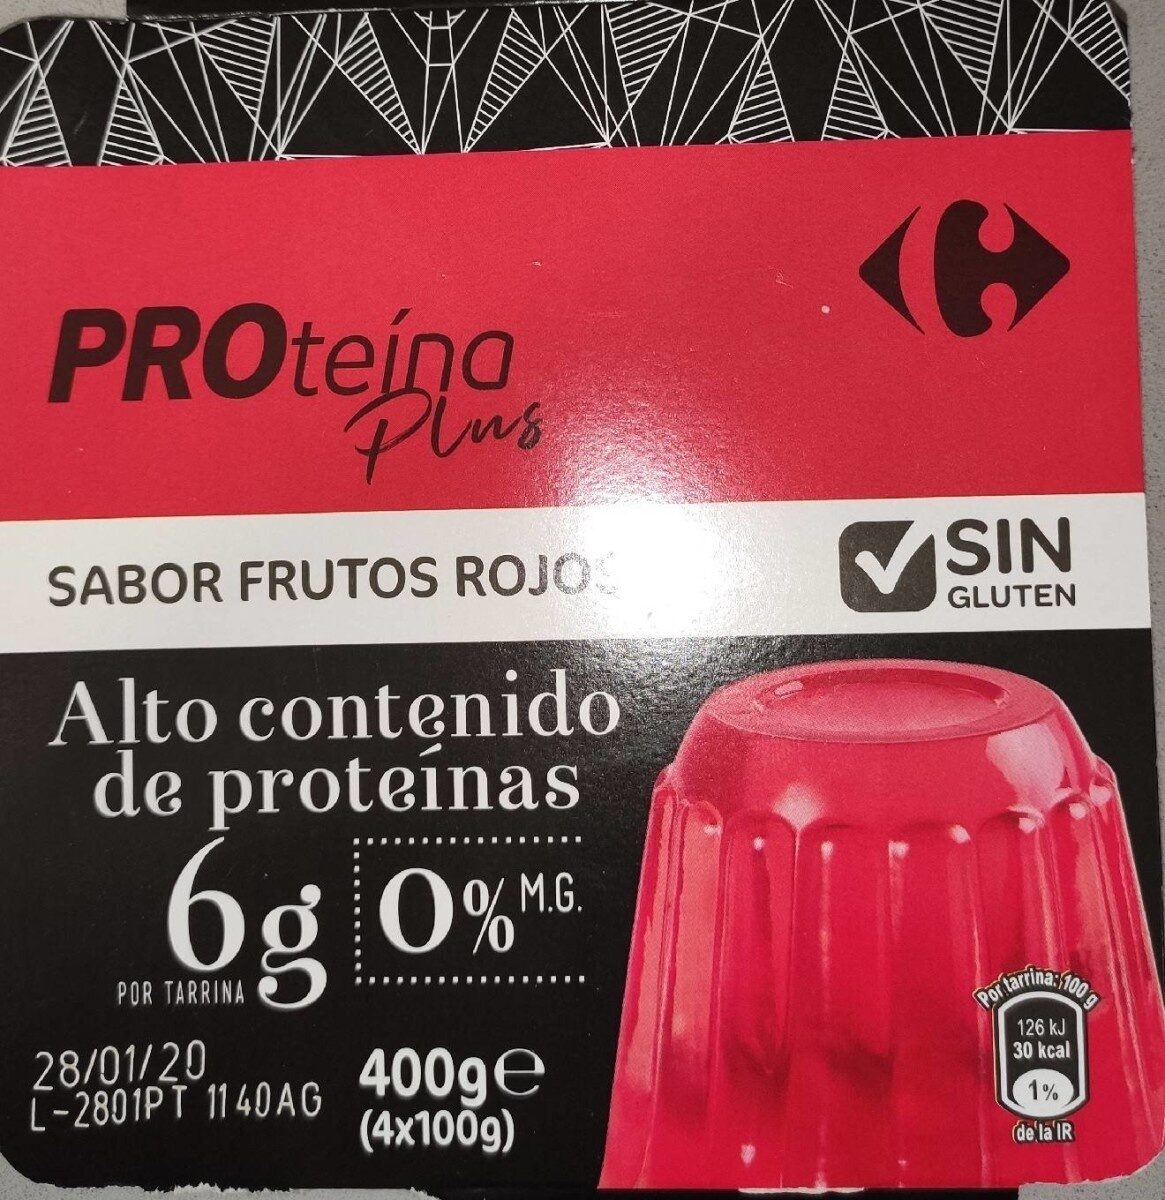 PROteína
Plus
SABOR FRUTOS ROJOS
SIN
GLUTEN
Alto contenido
de proteínas
6g
POR TARRINA
0% M.G.
28/01/20
L-2801PT 1140AG
400g℮
(4x100g)
Por tarrina: 100 g
126 kJ
30 kcal
1%
de la IR